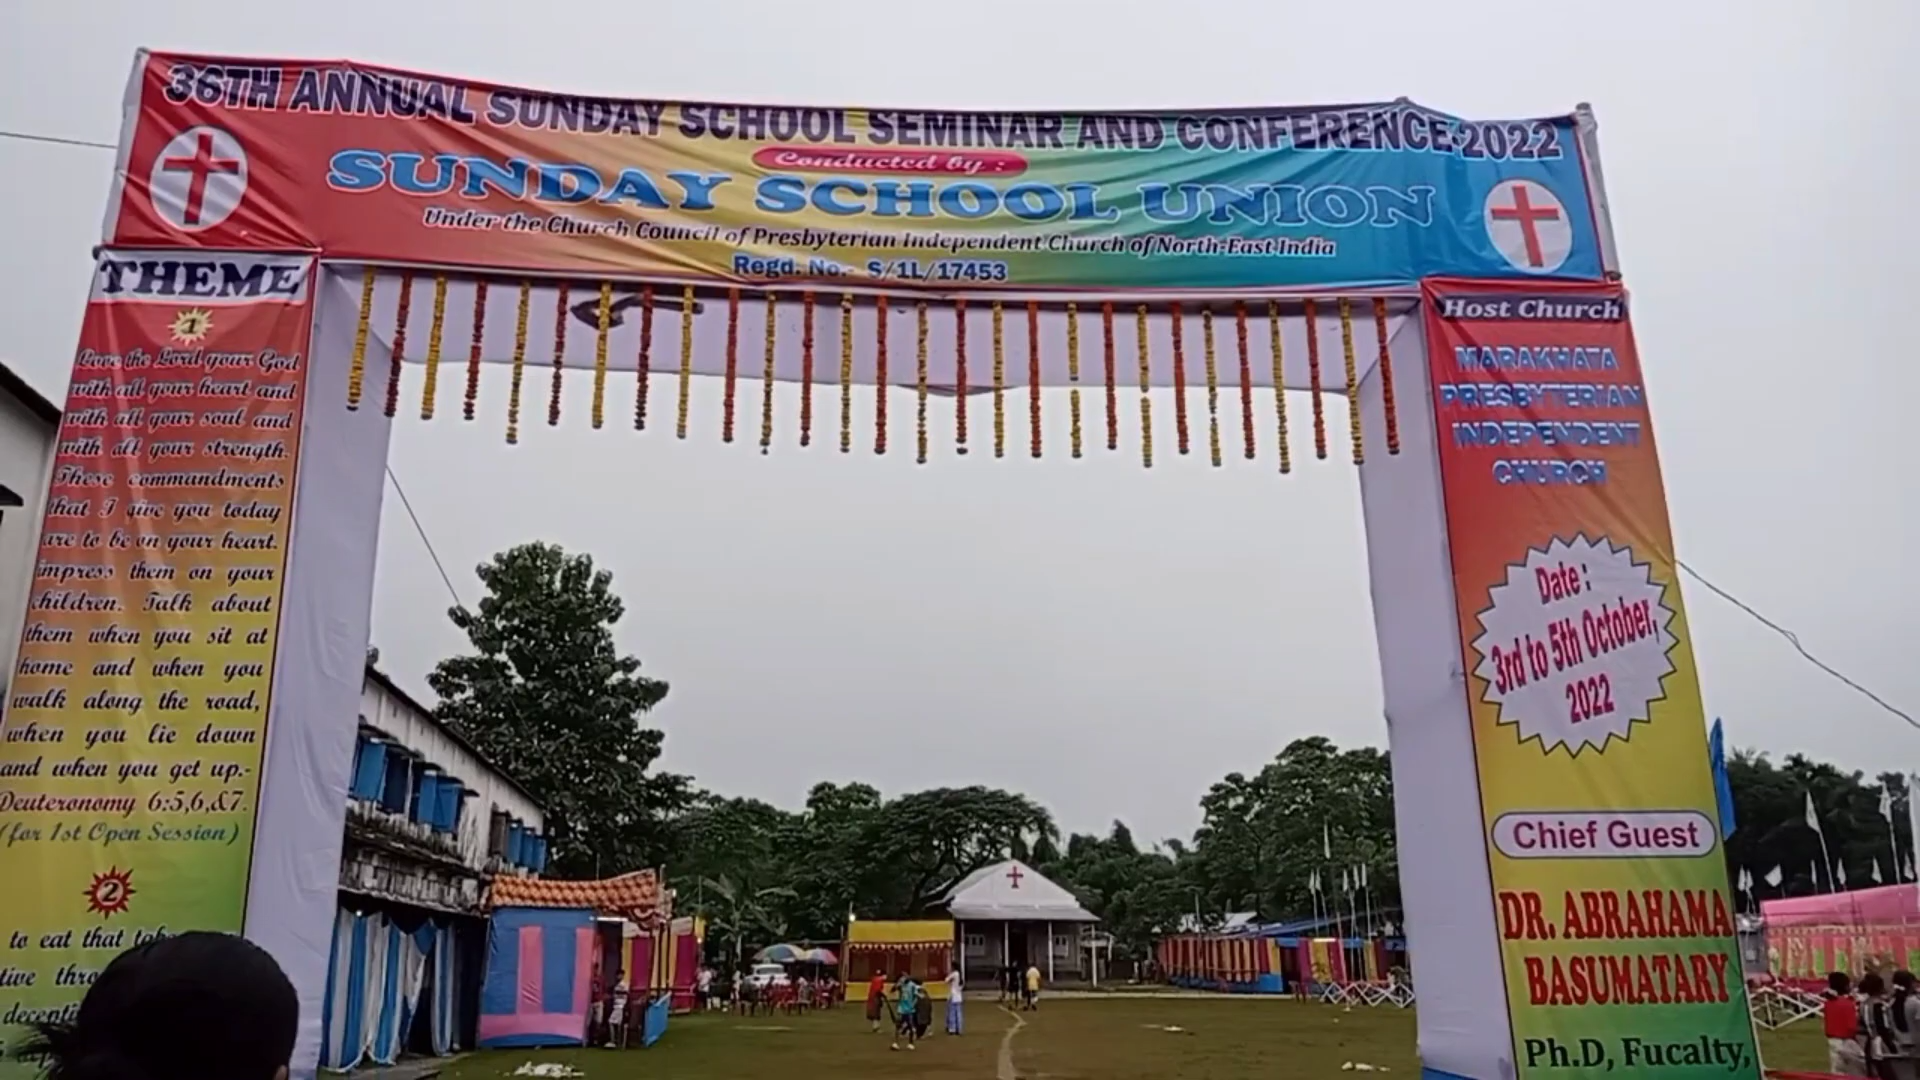 36TH ANNUAL SUNDAY SCHOOL SEMINAR AND CONFERENCE-2022
Conducted by :
SUNDAY SCHOOL UNION
Under the Church Council of Presbyterian Independent Church of North-East India
Regd. No.- S/1L/17453
THEME
1
Love the Lord your God
with all your heart and
with all your soul and
with all your strength.
These commandments
that I give you today
are to be on your heart.
impress them on your
children. Talk about
them when you sit at
home and when you
walk along the road,
when you lie down
and when you get up.-
Deuteronomy 6:5,6,&7.
(for 1st Open Session)
2
to eat that
Host Church
MARAKHATA
PRESBYTERIAN
INDEPENDENT
CHURCH
Date :
3rd to 5th October,
2022
Chief Guest
DR. ABRAHAMA
BASUMATARY
Ph.D, Fucalty,